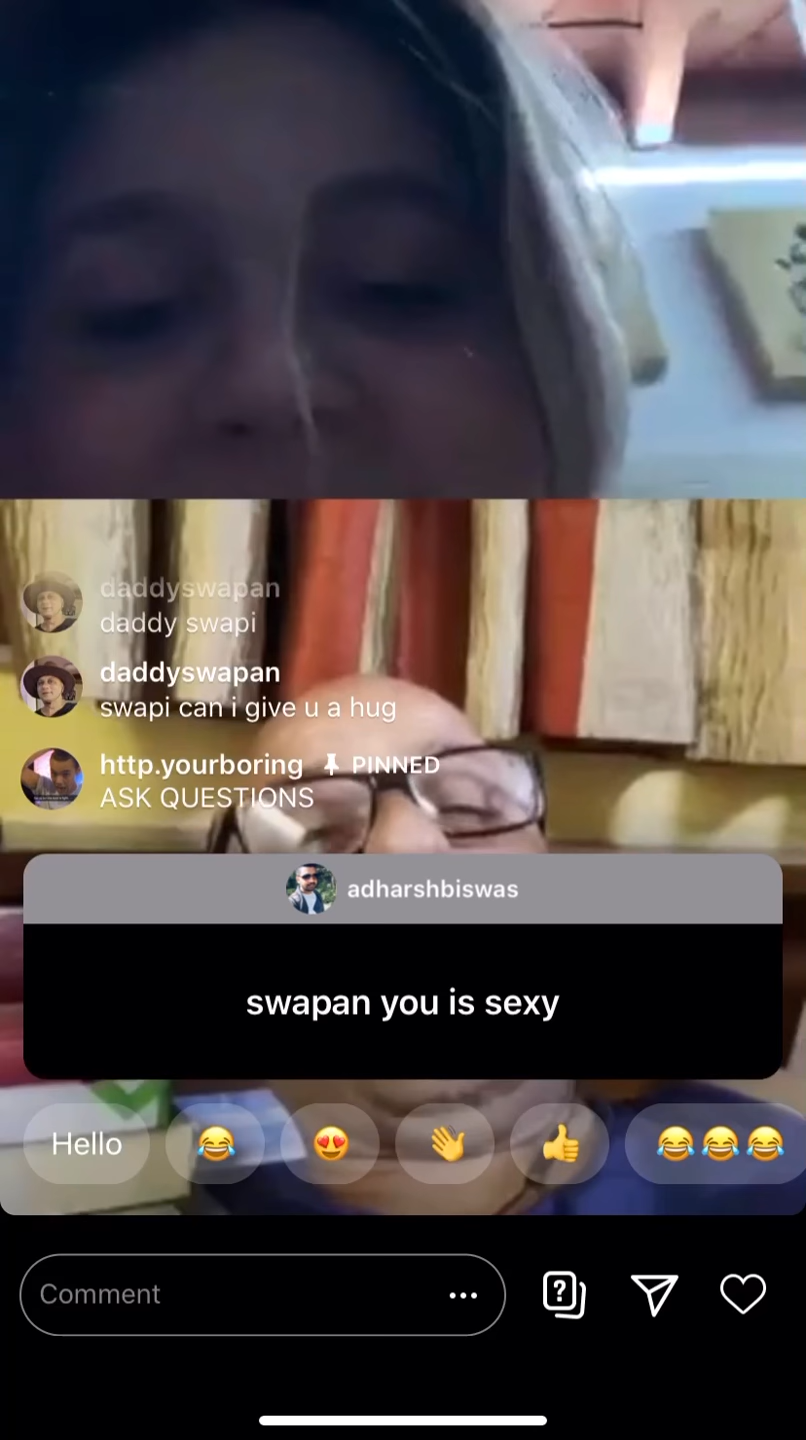 daddyswapan
daddy swapi
daddyswapan
swapi can i give u a hug
http.yourboring PINNED
ASK QUESTIONS
adharshbiswas
swapan you is sexy
Hello
Comment